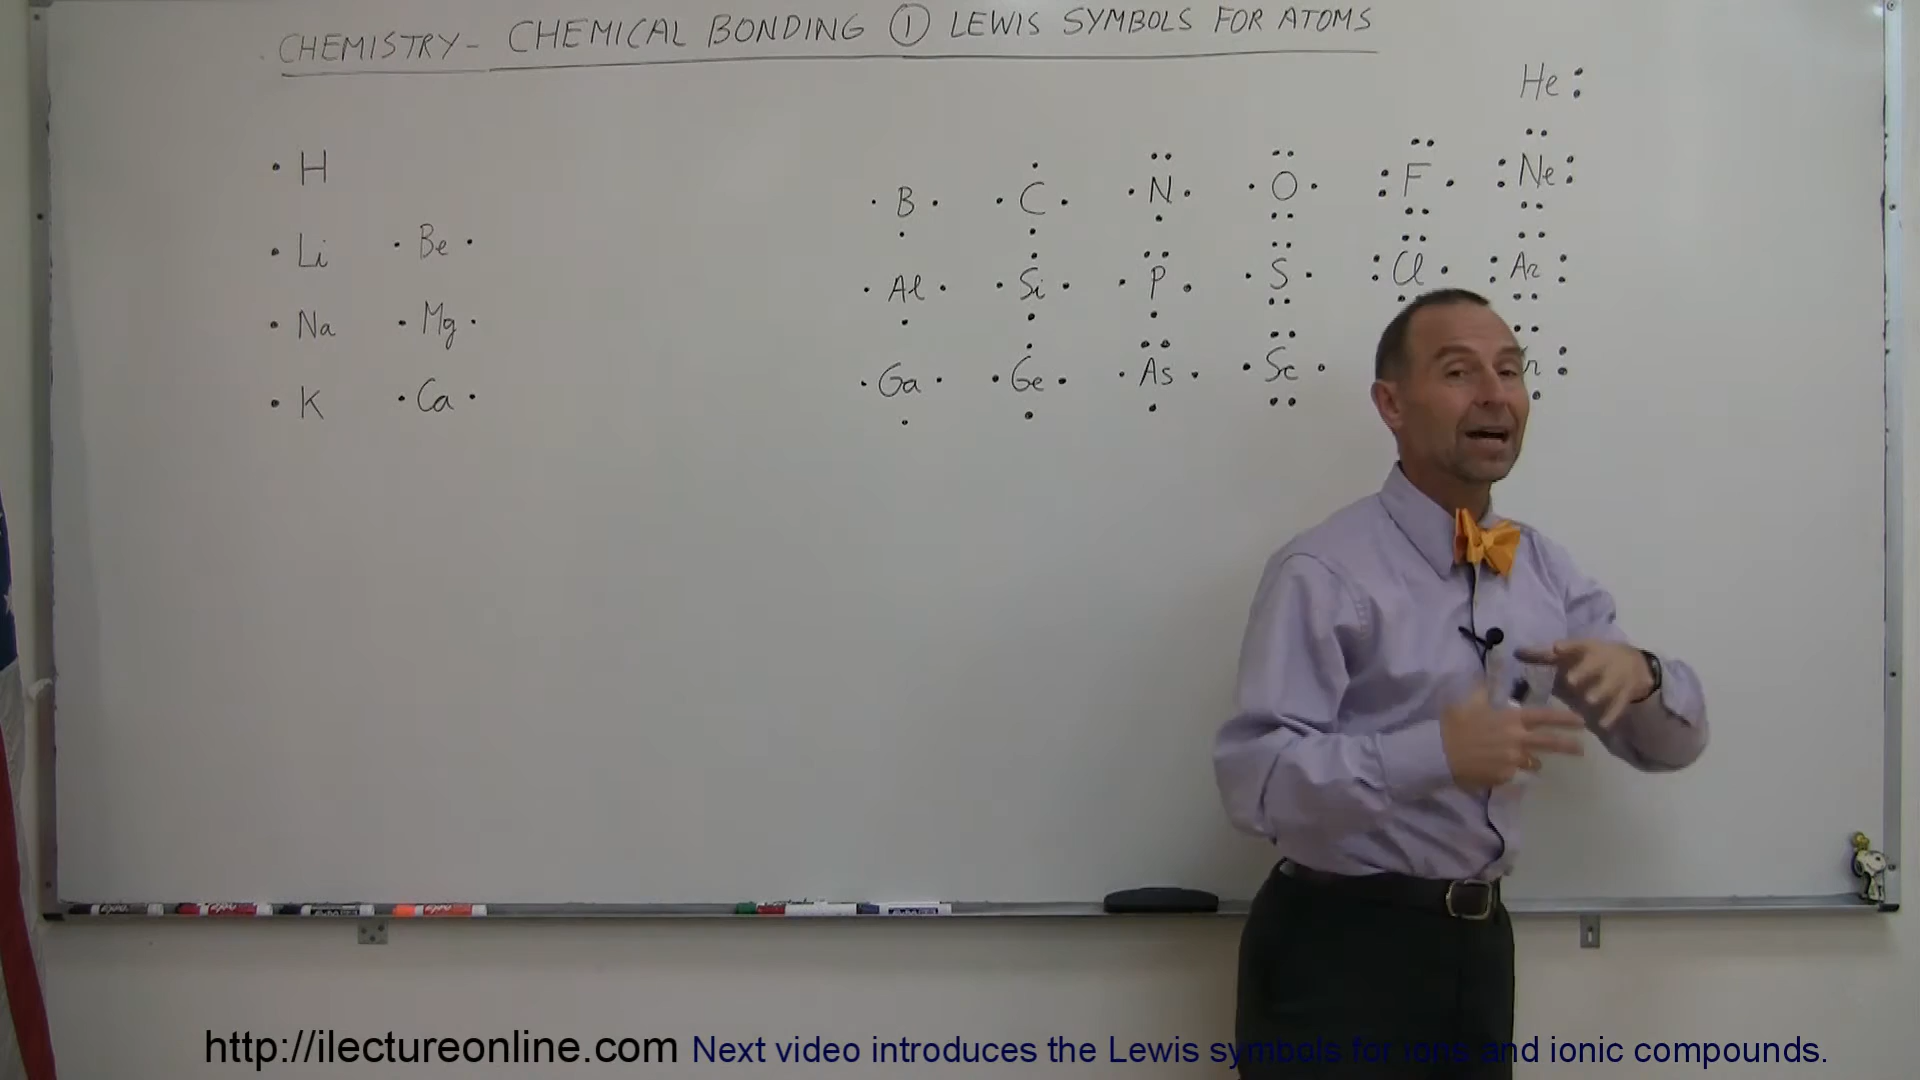 CHEMISTRY - CHEMICAL BONDING ① LEWIS SYMBOLS FOR ATOMS
He
H B C N O F Ne
Li Be Al Si P S Cl Ar
Na Mg
K Ca Ga Ge As Se
http://ilectureonline.com Next video introduces the Lewis symbols for ions and ionic compounds.